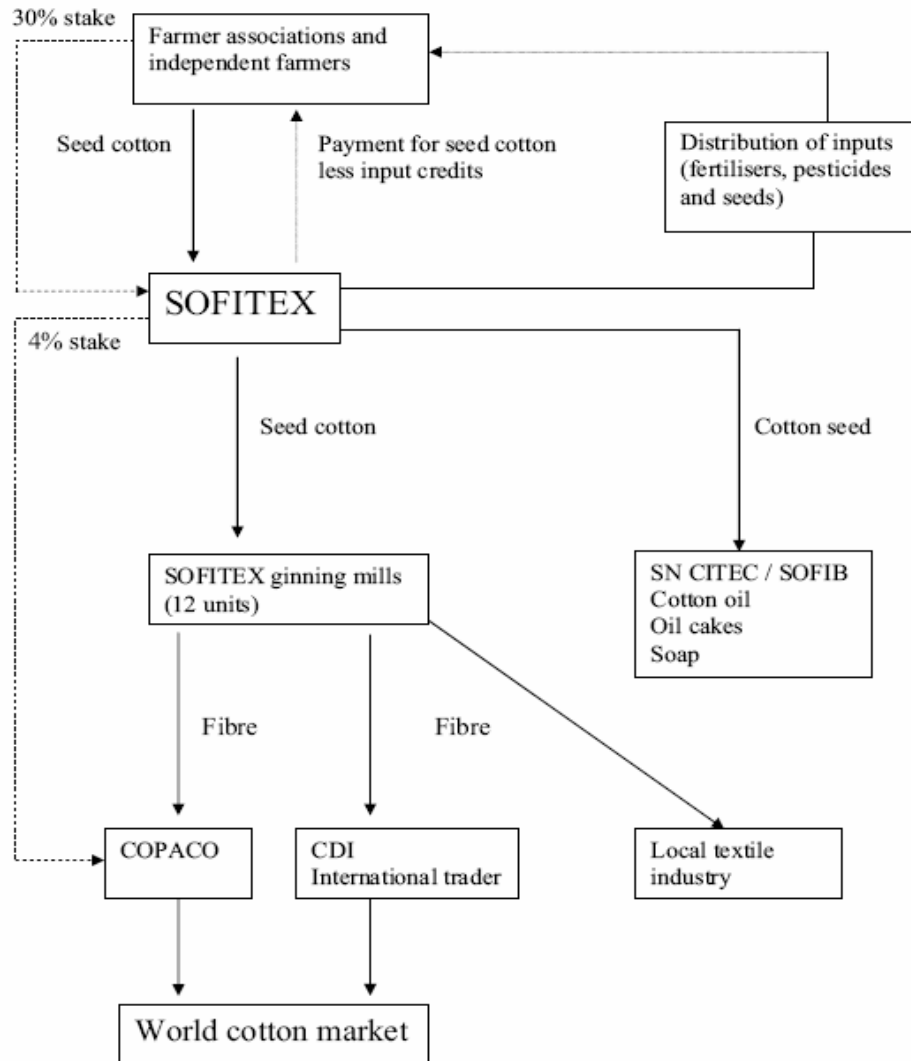 30% stake
Farmer associations and
independent farmers
Seed cotton
Payment for seed cotton
less input credits
Distribution of inputs
(fertilisers, pesticides
and seeds)
SOFITEX
4% stake
Seed cotton
Cotton seed
SOFITEX ginning mills
(12 units)
SN CITEC / SOFIB
Cotton oil
Oil cakes
Soap
Fibre
Fibre
COPACO
CDI
International trader
Local textile
industry
World cotton market